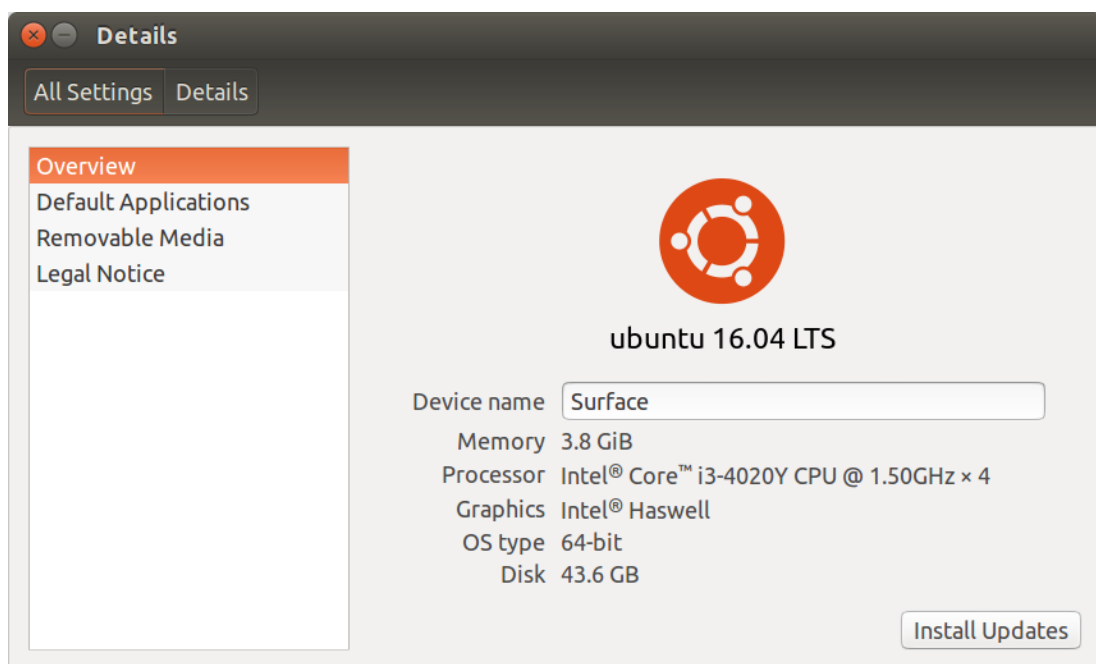 Details
All Settings Details
Overview
Default Applications
Removable Media
Legal Notice
ubuntu 16.04 LTS
Device name Surface
Memory 3.8 GiB
Processor Intel® Core™ i3-4020Y CPU @ 1.50GHz × 4
Graphics Intel® Haswell
OS type 64-bit
Disk 43.6 GB
Install Updates